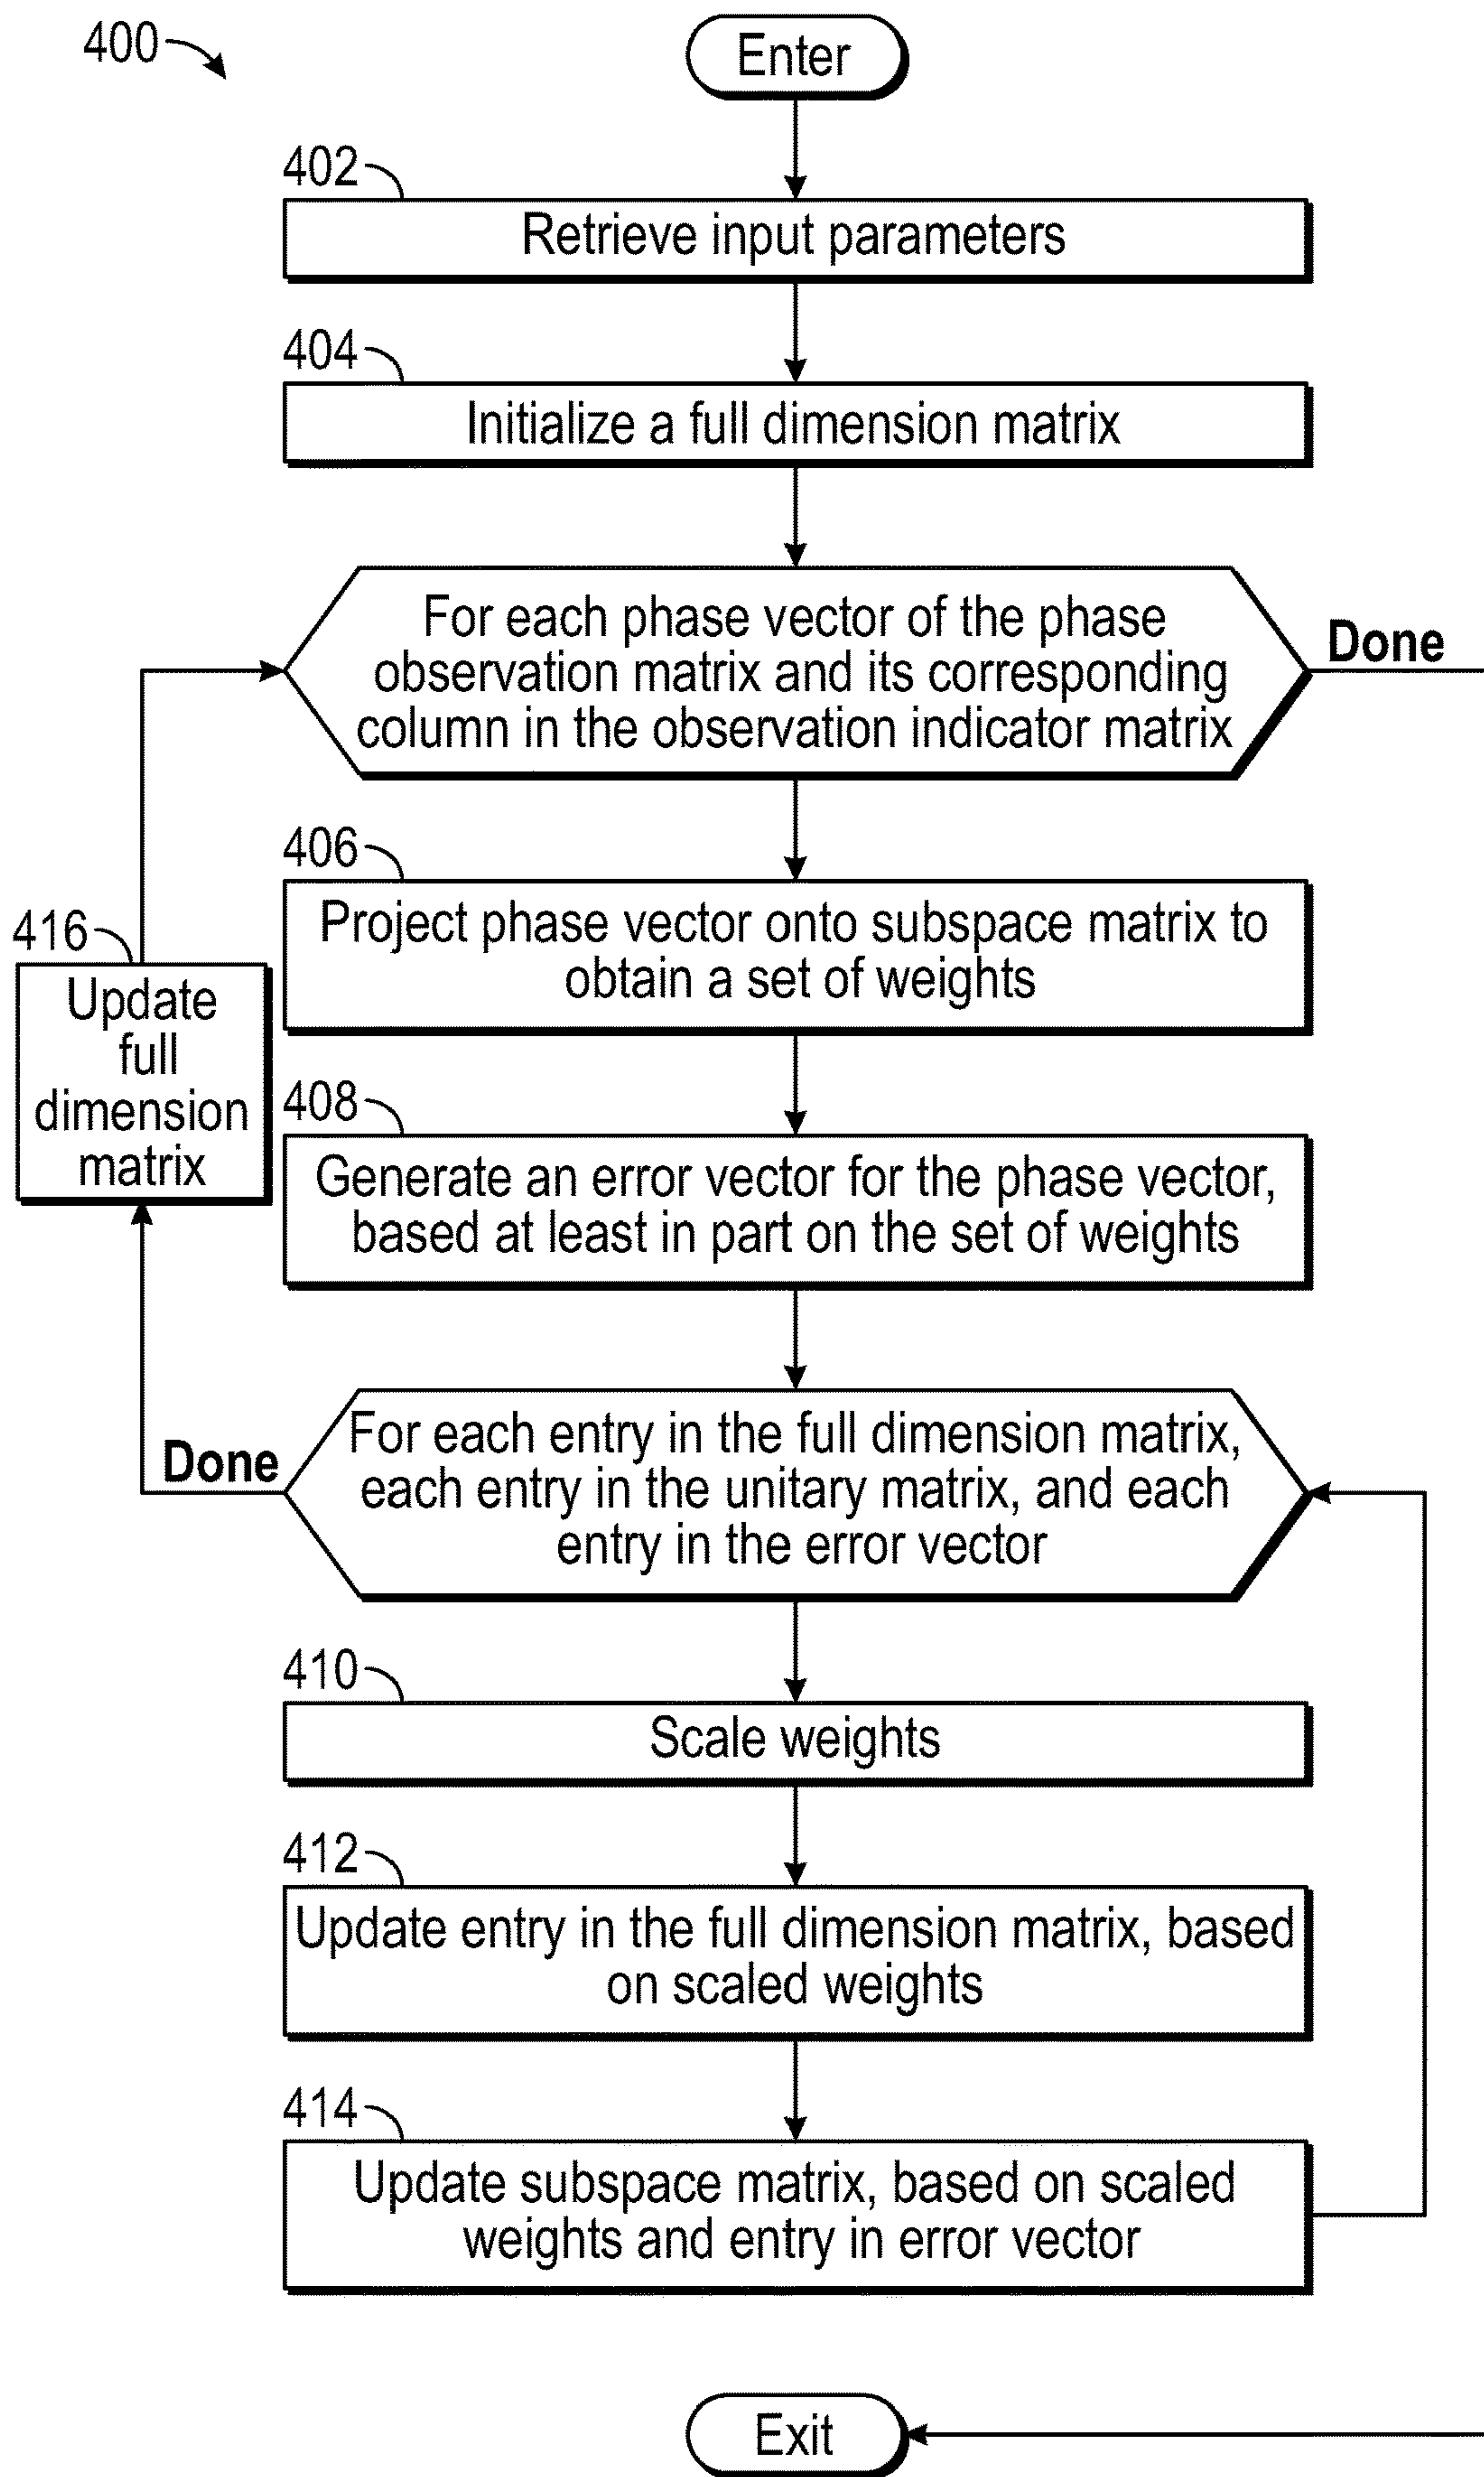 400
Enter
402
Retrieve input parameters
404
Initialize a full dimension matrix
For each phase vector of the phase
observation matrix and its corresponding
column in the observation indicator matrix
Done
406
Project phase vector onto subspace matrix to
obtain a set of weights
416
Update
full
dimension
matrix
408
Generate an error vector for the phase vector,
based at least in part on the set of weights
For each entry in the full dimension matrix,
each entry in the unitary matrix, and each
entry in the error vector
Done
410
Scale weights
412
Update entry in the full dimension matrix, based
on scaled weights
414
Update subspace matrix, based on scaled
weights and entry in error vector
Exit